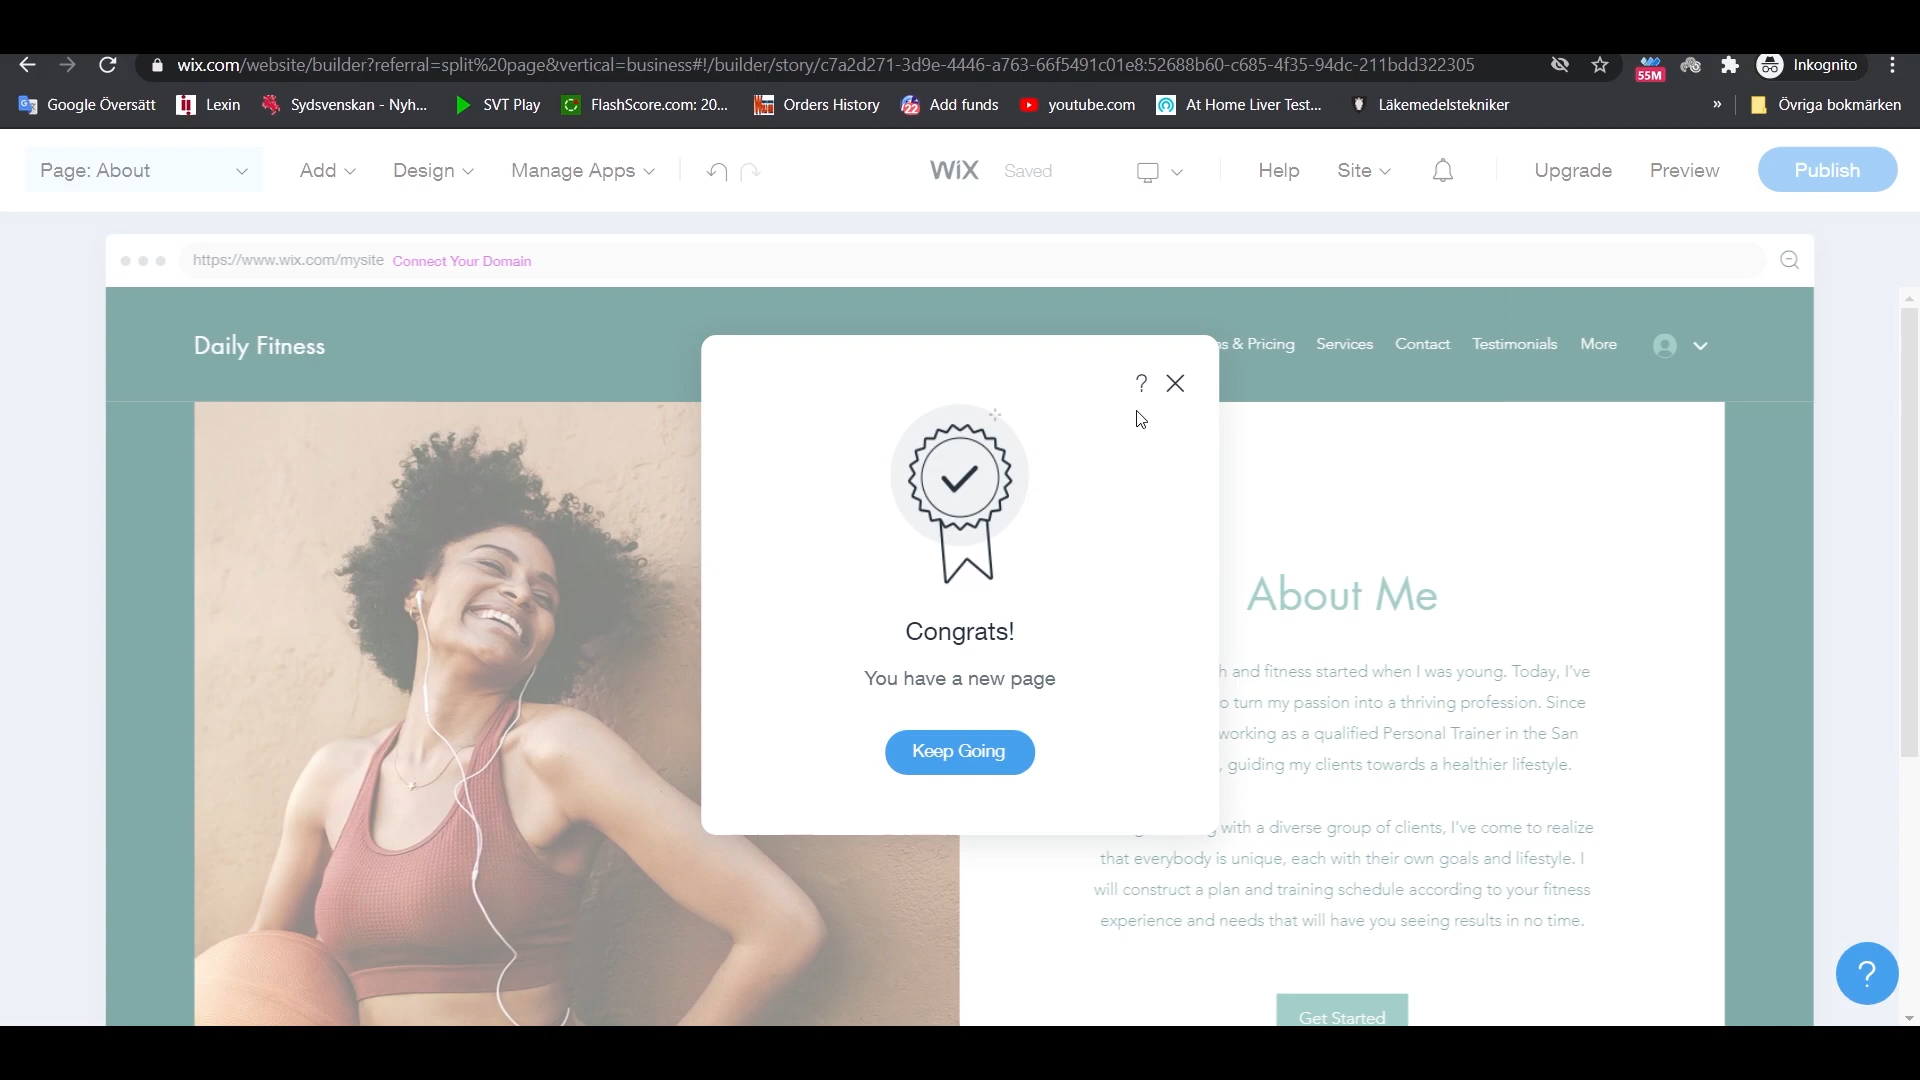 wix.com/website/builder?referral=split%20page&vertical=business#!/builder/story/c7a2d271-3d9e-4446-a763-66f5491c01e8:52688b60-c685-4f35-94dc-211bdd322305
55M
Inkognito
Google Översätt
Lexin
Sydsvenskan - Nyh...
SVT Play
FlashScore.com: 20...
Orders History
22
Add funds
youtube.com
At Home Liver Test...
Läkemedelstekniker
»
Övriga bokmärken
Page: About
Add
Design
Manage Apps
WiX
Saved
Help
Site
Upgrade
Preview
Publish
https://www.wix.com/mysite
Connect Your Domain
Daily Fitness
& Pricing
Services
Contact
Testimonials
More
?
Congrats!
You have a new page
Keep Going
About Me
and fitness started when I was young. Today, I've
turn my passion into a thriving profession. Since
working as a qualified Personal Trainer in the San
, guiding my clients towards a healthier lifestyle.
with a diverse group of clients, I've come to realize
that everybody is unique, each with their own goals and lifestyle. I
will construct a plan and training schedule according to your fitness
experience and needs that will have you seeing results in no time.
Get Started
?